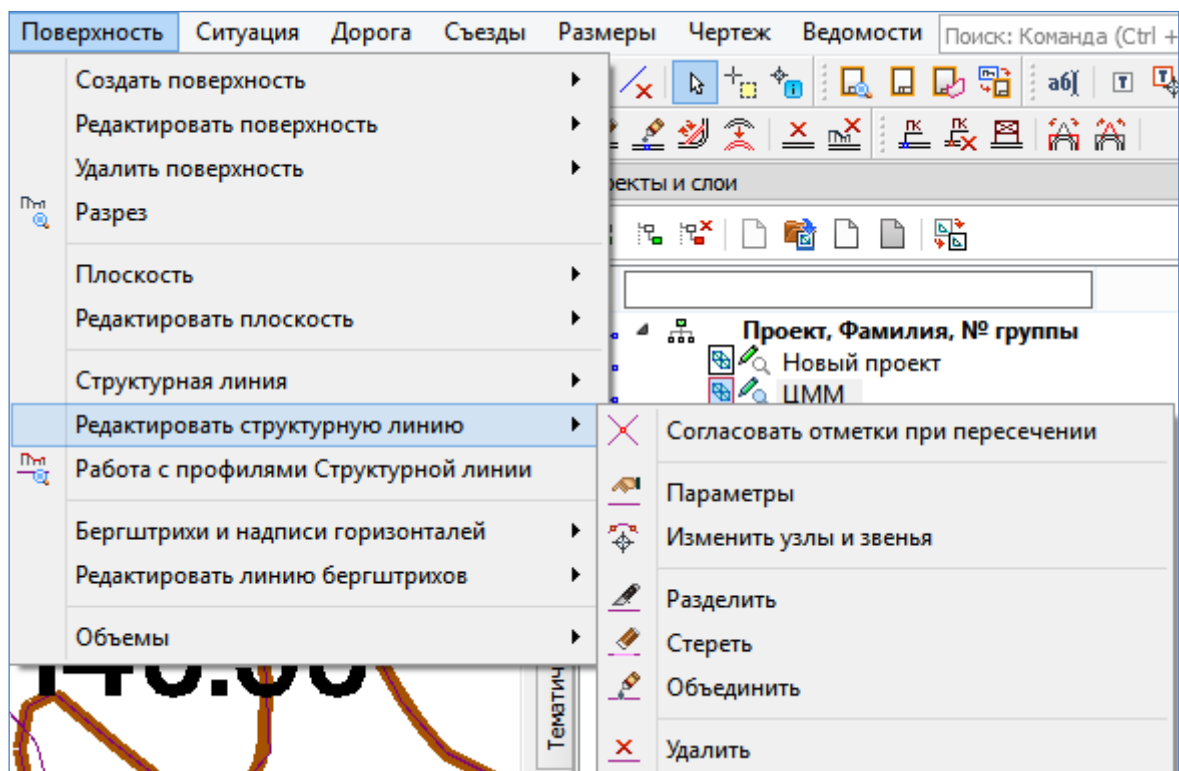 Поверхность Ситуация Дорога Съезды Размеры Чертеж Ведомости Поиск: Команда (Ctrl +
Создать поверхность
Редактировать поверхность
Удалить поверхность
Разрез
Плоскость
Редактировать плоскость
Структурная линия
Редактировать структурную линию
Работа с профилями Структурной линии
Бергштрихи и надписи горизонталей
Редактировать линию бергштрихов
Объемы
аб
T
ПК ПК
екты и слои
Проект, Фамилия, № группы
Новый проект
ЦММ
Согласовать отметки при пересечении
Параметры
Изменить узлы и звенья
Разделить
Стереть
Объединить
Удалить
Тематич